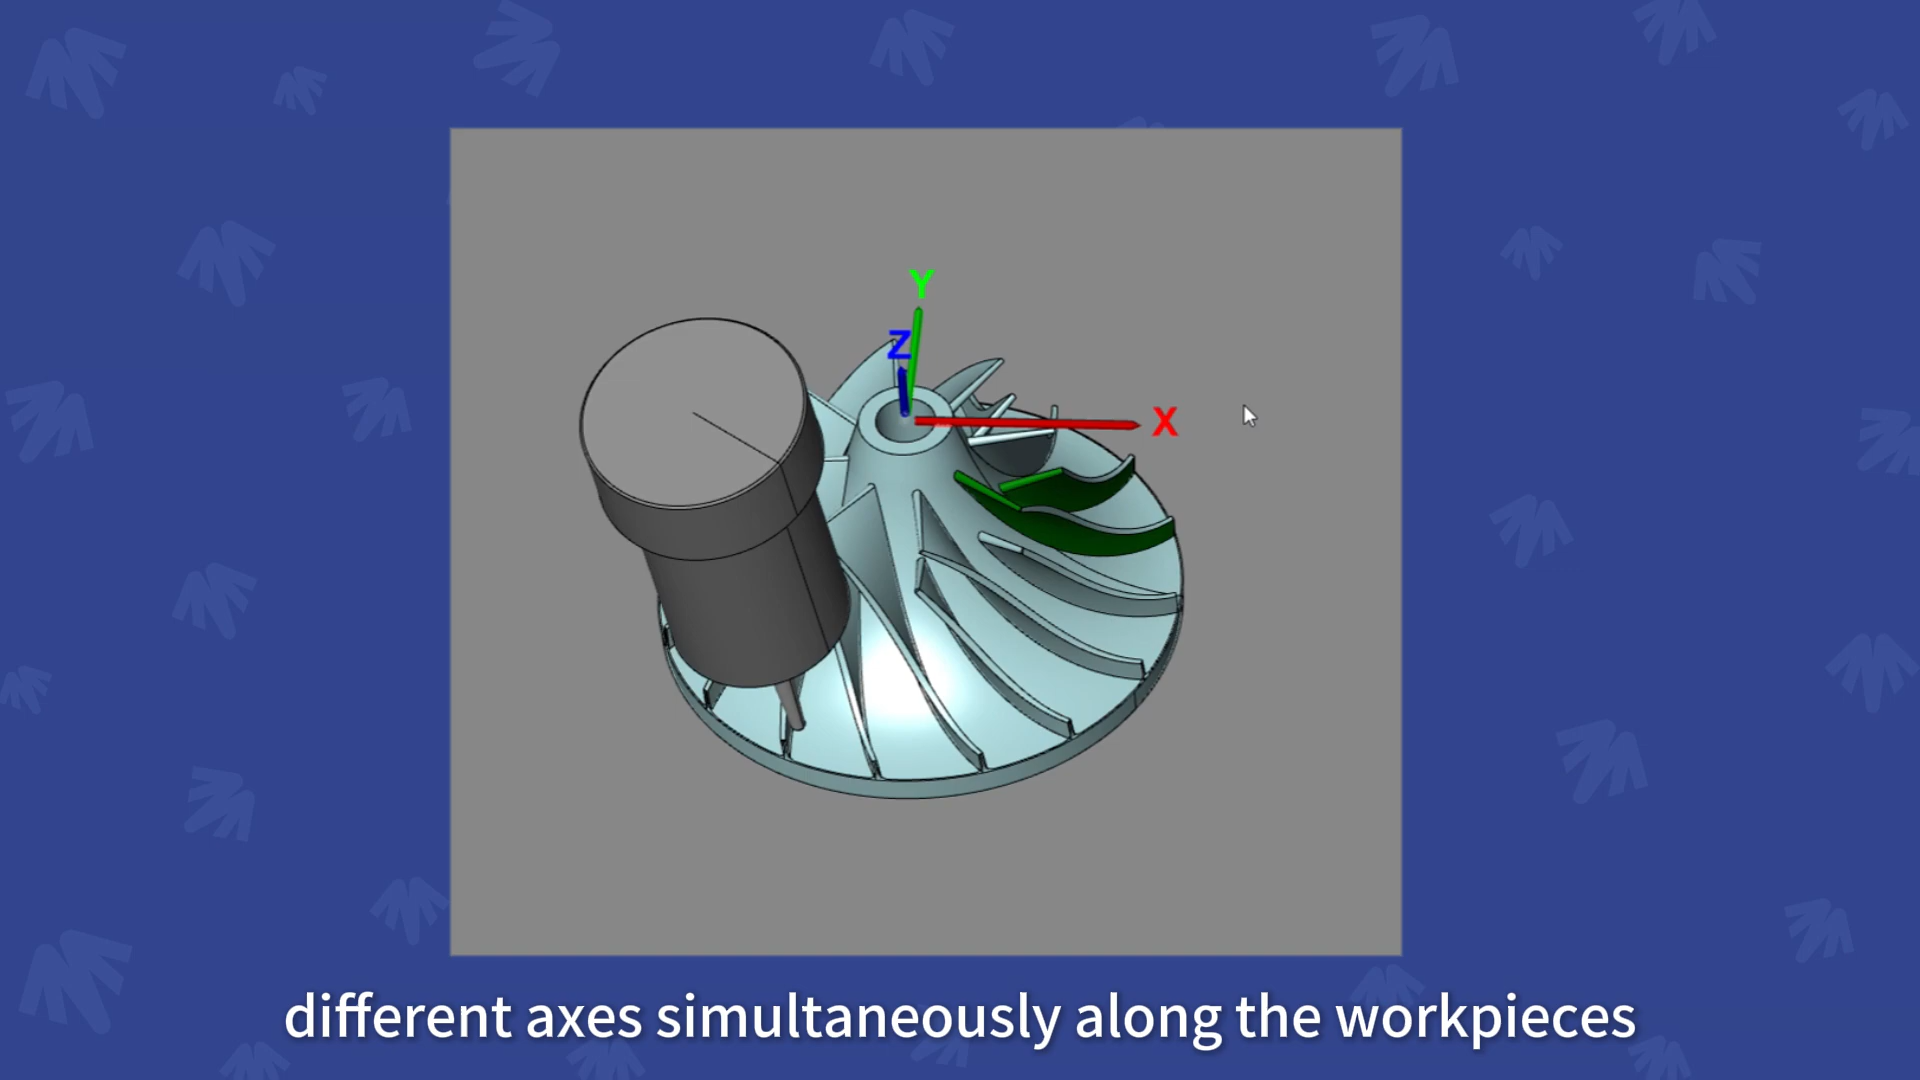 Y
Z
X
different axes simultaneously along the workpieces